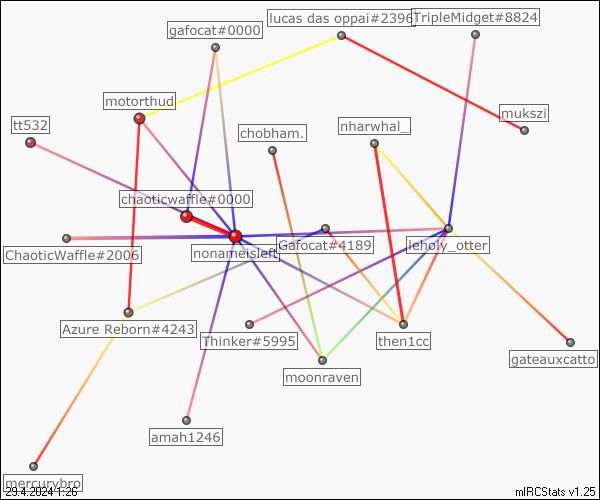 lucas das oppai#2396
TripleMidget#8824
gafocat#0000
motorthud
mukszi
tt532
nharwhal_
chobham.
chaoticwaffle#0000
ChaoticWaffle#2006
nonameisleft
Gafocat#4189
leholy_otter
Azure Reborn#4243
Thinker#5995
then1cc
gateauxcatto
moonraven
amah1246
mercurybro
29.4.2024 1:26
mIRCStats v1.25